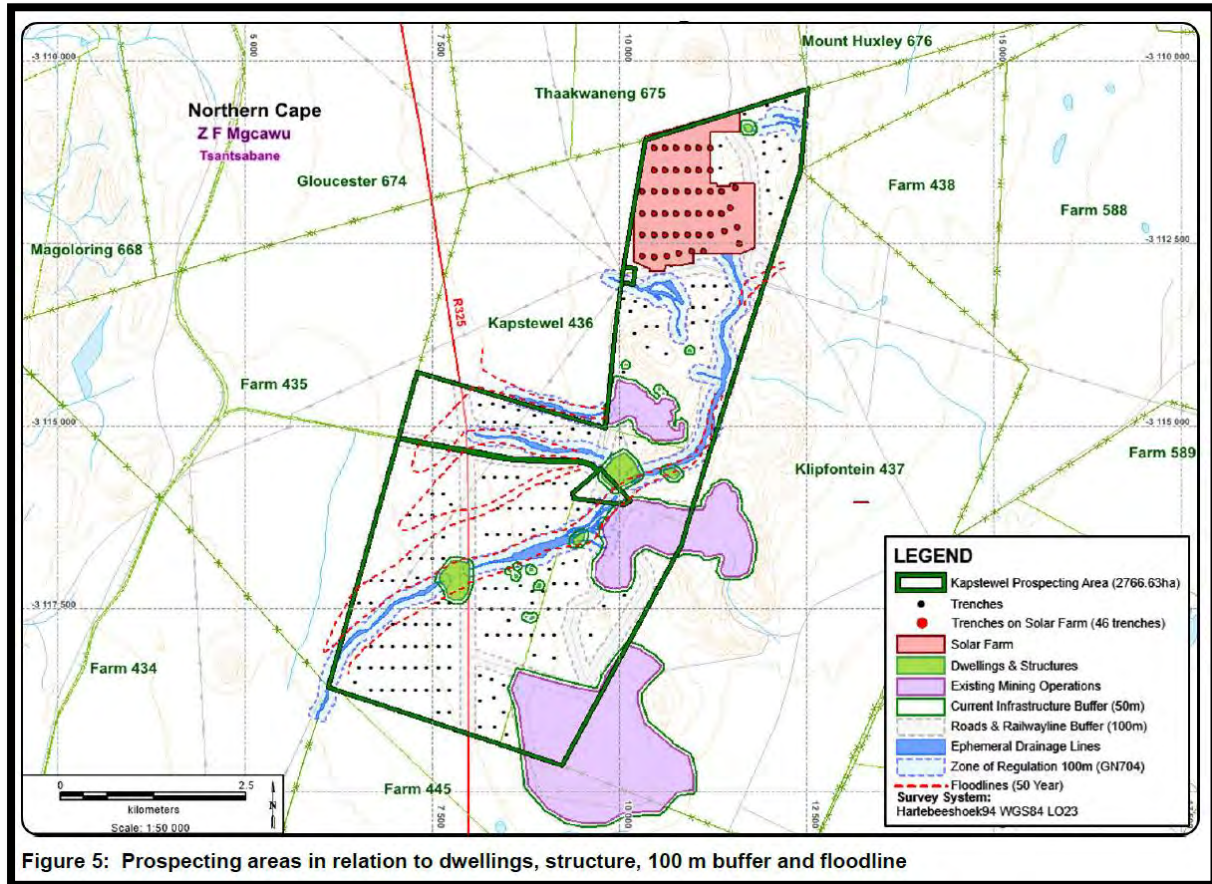 Mount Huxley 676
-3 110 000
5 000
7 500
10 000
15 000
Thaakwaneng 675
Northern Cape
Z F Mgcawu
Tsantsabane
Gloucester 674
Farm 438
Farm 588
Magoloring 668
-3 112 500
-3 112 500
R325
Kapstewel 436
Farm 435
-3 115 000
-3 115 000
Farm 589
Klipfontein 437
LEGEND
Kapstewel Prospecting Area (2766.63ha)
Trenches
Trenches on Solar Farm (46 trenches)
Solar Farm
Dwellings & Structures
Existing Mining Operations
Current Infrastructure Buffer (50m)
Roads & Railwayline Buffer (100m)
Ephemeral Drainage Lines
Zone of Regulation 100m (GN704)
Floodlines (50 Year)
Survey System:
Hartebeeshoek94 WGS84 LO23
-3 117 500
Farm 434
Farm 445
0 2.5
kilometers
Scale: 1:50 000
N
7 500
10 000
12 500
Figure 5: Prospecting areas in relation to dwellings, structure, 100 m buffer and floodline